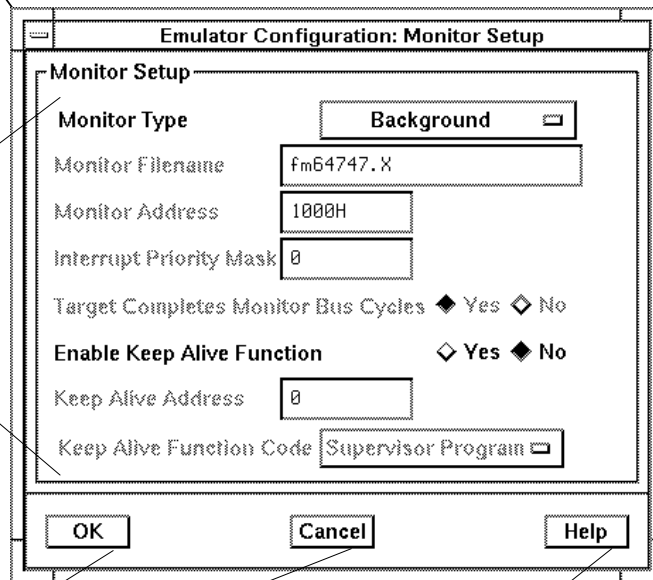 Emulator Configuration: Monitor Setup
Monitor Setup
Monitor Type Background
Monitor Filename fm64747.X
Monitor Address 1000H
Interrupt Priority Mask 0
Target Completes Monitor Bus Cycles Yes No
Enable Keep Alive Function Yes No
Keep Alive Address 0
Keep Alive Function Code Supervisor Program
OK Cancel Help